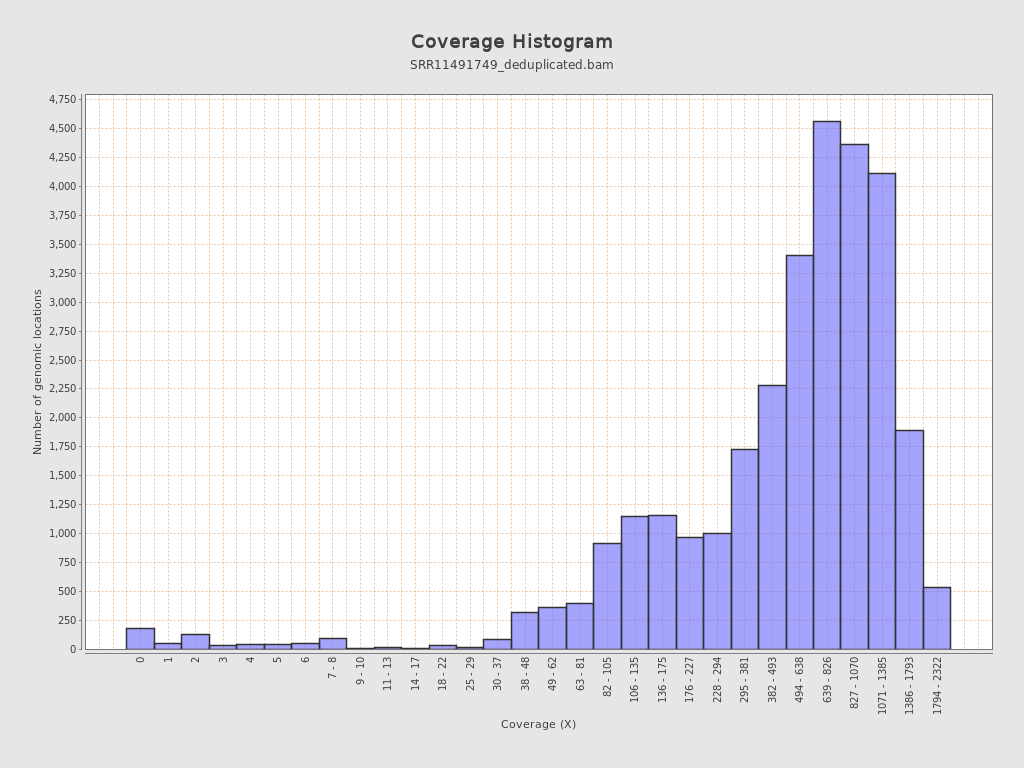 Coverage Histogram
SRR11491749_deduplicated.bam
Number of genomic locations
4,750
4,500
4,250
4,000
3,750
3,500
3,250
3,000
2,750
2,500
2,250
2,000
1,750
1,500
1,250
1,000
750
500
250
0
0
1
2
3
4
5
6
7 - 8
9 - 10
11 - 13
14 - 17
18 - 22
25 - 29
30 - 37
38 - 48
49 - 62
63 - 81
82 - 105
106 - 135
136 - 175
176 - 227
228 - 294
295 - 381
382 - 493
494 - 638
639 - 826
827 - 1070
1071 - 1385
1386 - 1793
1794 - 2322
Coverage (X)